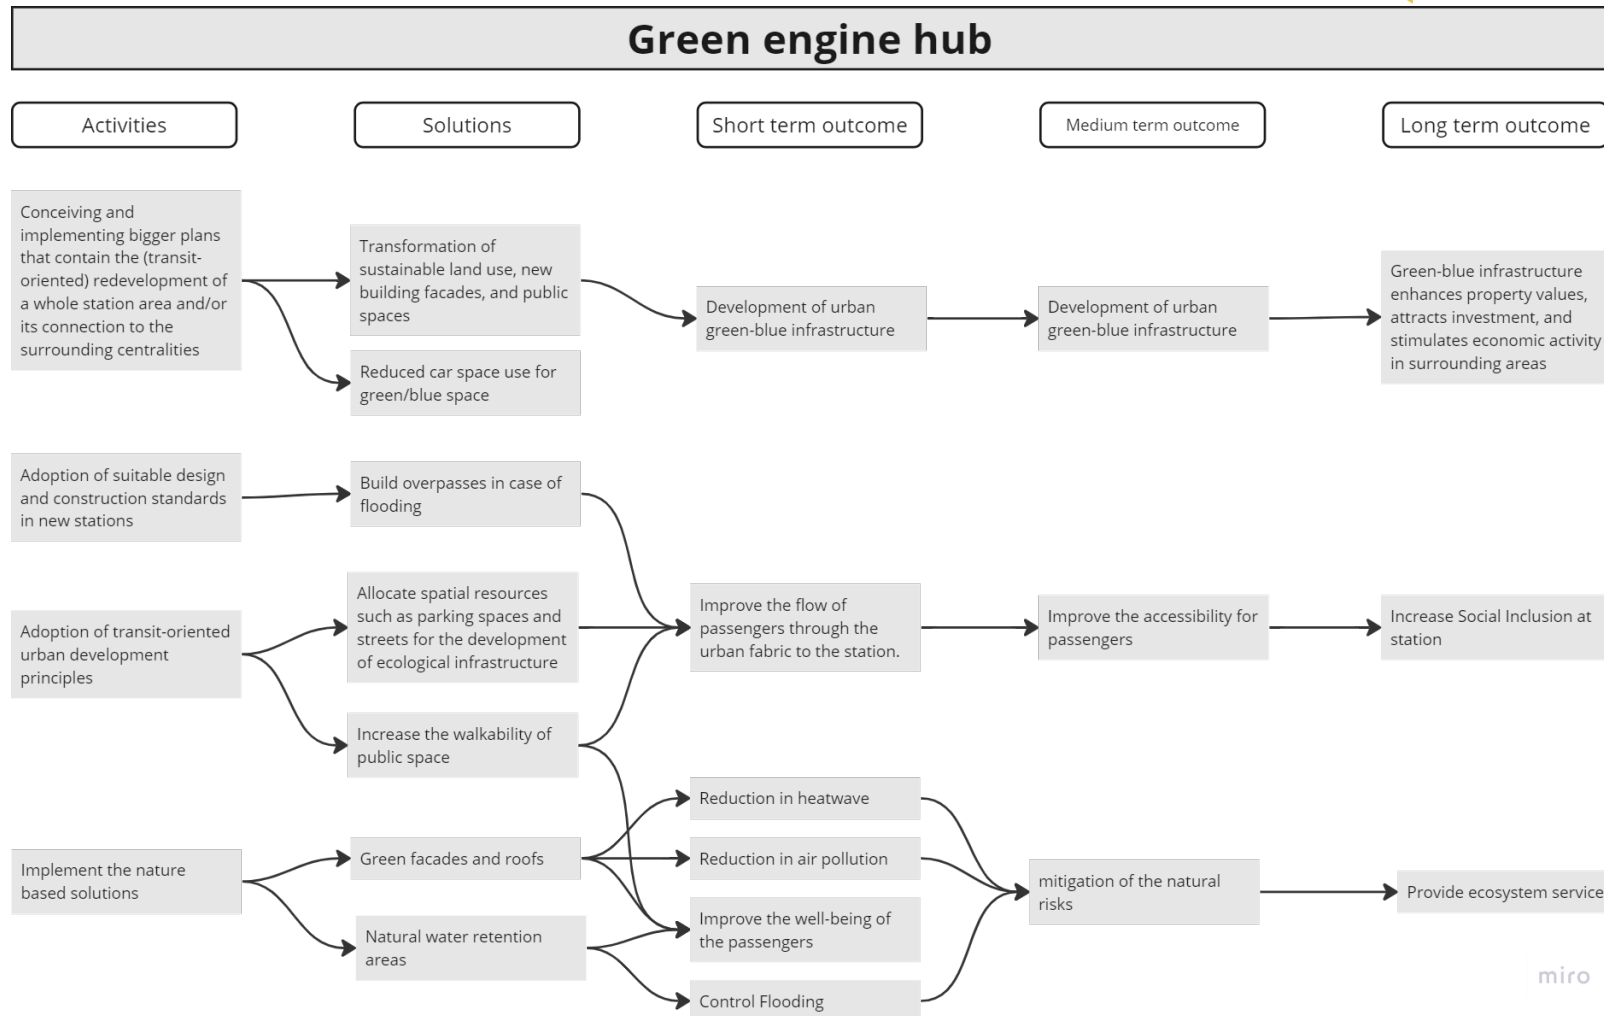 Green engine hub
Activities
Solutions
Short term outcome
Medium term outcome
Long term outcome
Conceiving and
implementing bigger plans
that contain the (transit-
oriented) redevelopment of
a whole station area and/or
its connection to the
surrounding centralities
Transformation of
sustainable land use, new
building facades, and public
spaces
Reduced car space use for
green/blue space
Development of urban
green-blue infrastructure
Development of urban
green-blue infrastructure
Green-blue infrastructure
enhances property values,
attracts investment, and
stimulates economic activity
in surrounding areas
Adoption of suitable design
and construction standards
in new stations
Build overpasses in case of
flooding
Adoption of transit-oriented
urban development
principles
Allocate spatial resources
such as parking spaces and
streets for the development
of ecological infrastructure
Increase the walkability of
public space
Improve the flow of
passengers through the
urban fabric to the station.
Improve the accessibility for
passengers
Increase Social Inclusion at
station
Implement the nature
based solutions
Green facades and roofs
Natural water retention
areas
Reduction in heatwave
Reduction in air pollution
Improve the well-being of
the passengers
Control Flooding
mitigation of the natural
risks
Provide ecosystem service
miro